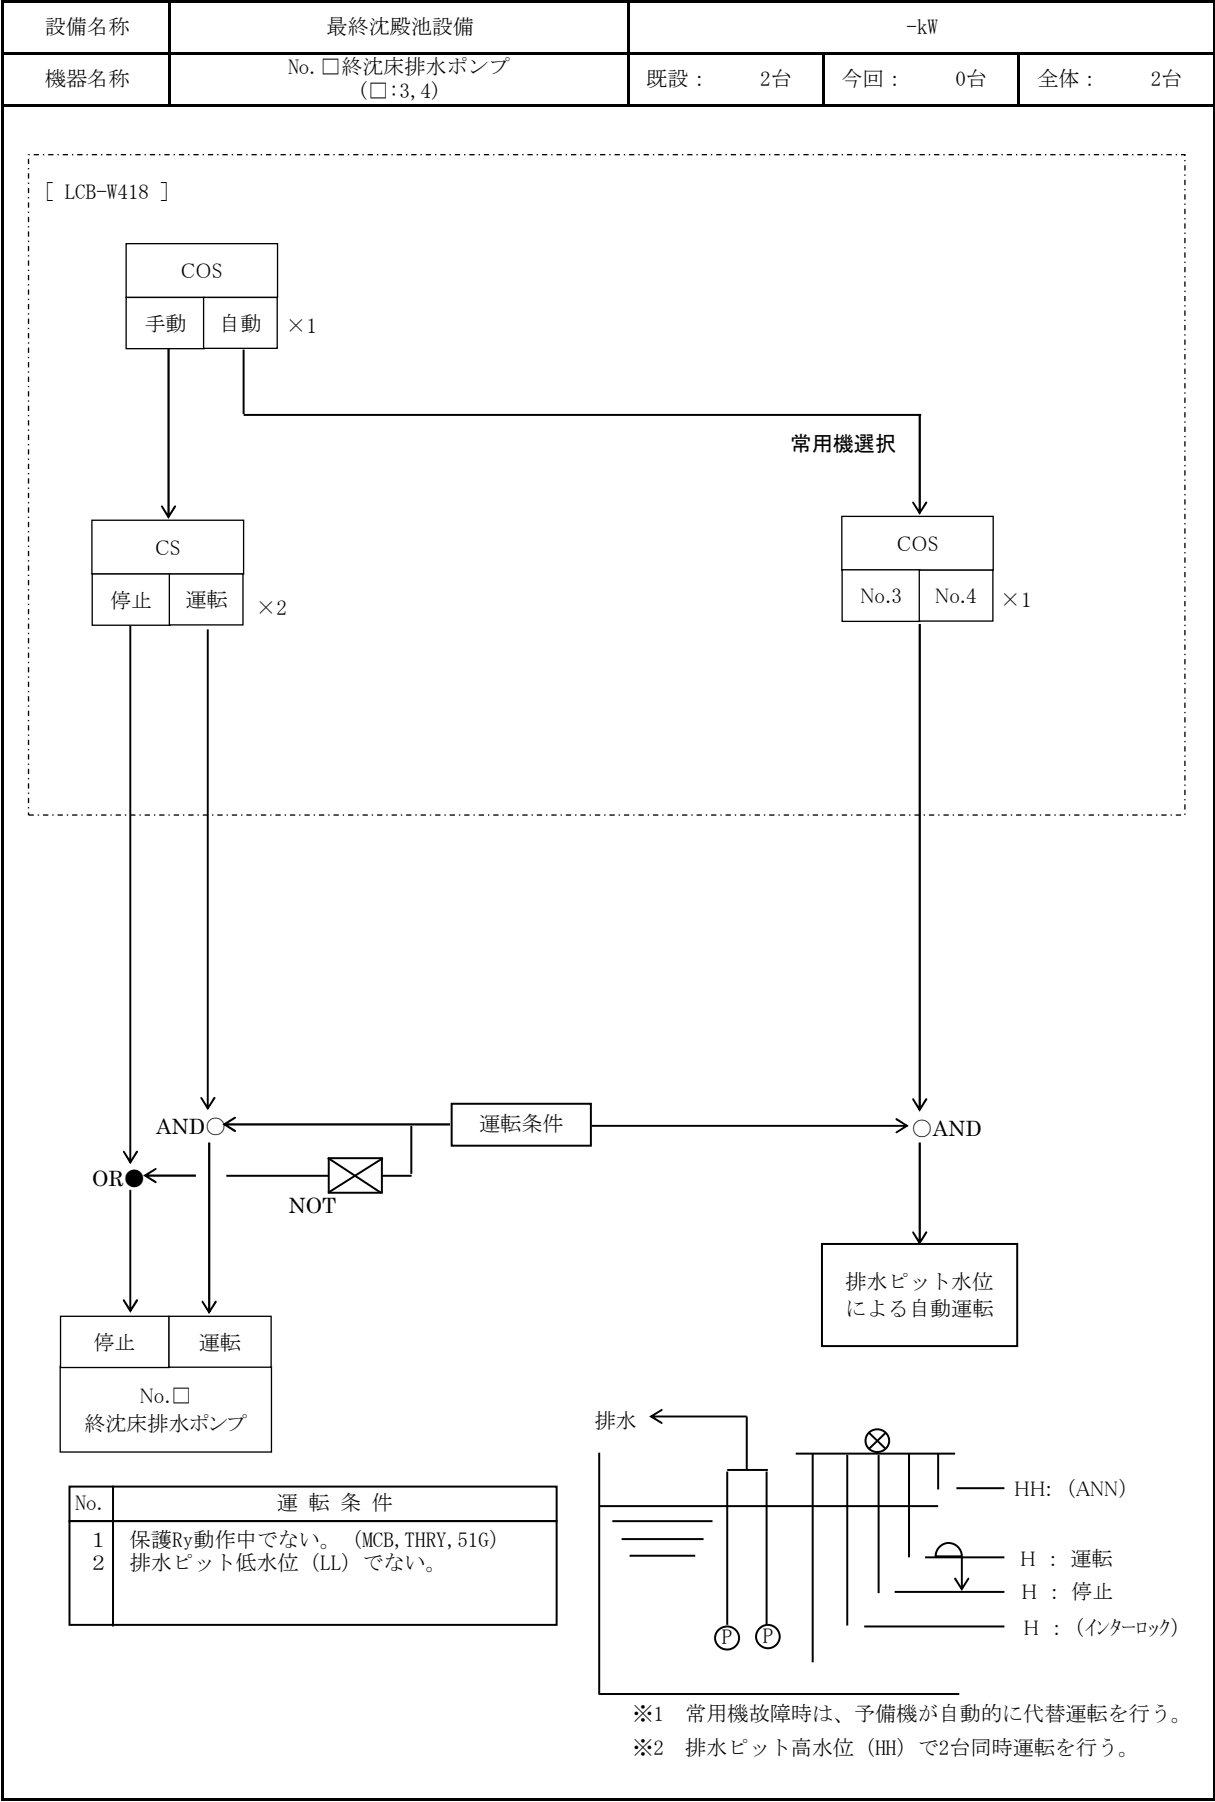 設備名称 最終沈殿池設備 -kW
機器名称 No.□終沈床排水ポンプ 既設： 2台 今回： 0台 全体： 2台
(□:3,4)
[ LCB-W418 ]
COS
手動 自動 ×1
常用機選択
CS
停止 運転 ×2
COS
No.3 No.4 ×1
AND 運転条件 AND
OR
NOT
排水ピット水位
による自動運転
停止 運転
No.□
終沈床排水ポンプ
No. 運 転 条 件
1 保護Ry動作中でない。（MCB,THRY,51G）
2 排水ピット低水位（LL）でない。
排水
HH:（ANN）
H : 運転
H : 停止
H :（インターロック）
P P
※1 常用機故障時は、予備機が自動的に代替運転を行う。
※2 排水ピット高水位（HH）で2台同時運転を行う。